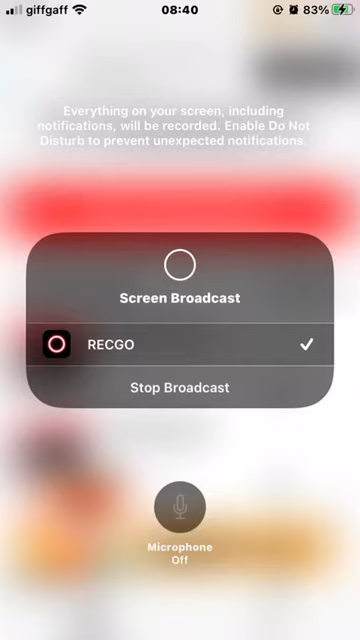 giffgaff 08:40 83%
Everything on your screen, including
notifications, will be recorded. Enable Do Not
Disturb to prevent unexpected notifications.
Screen Broadcast
RECGO
Stop Broadcast
Microphone
Off